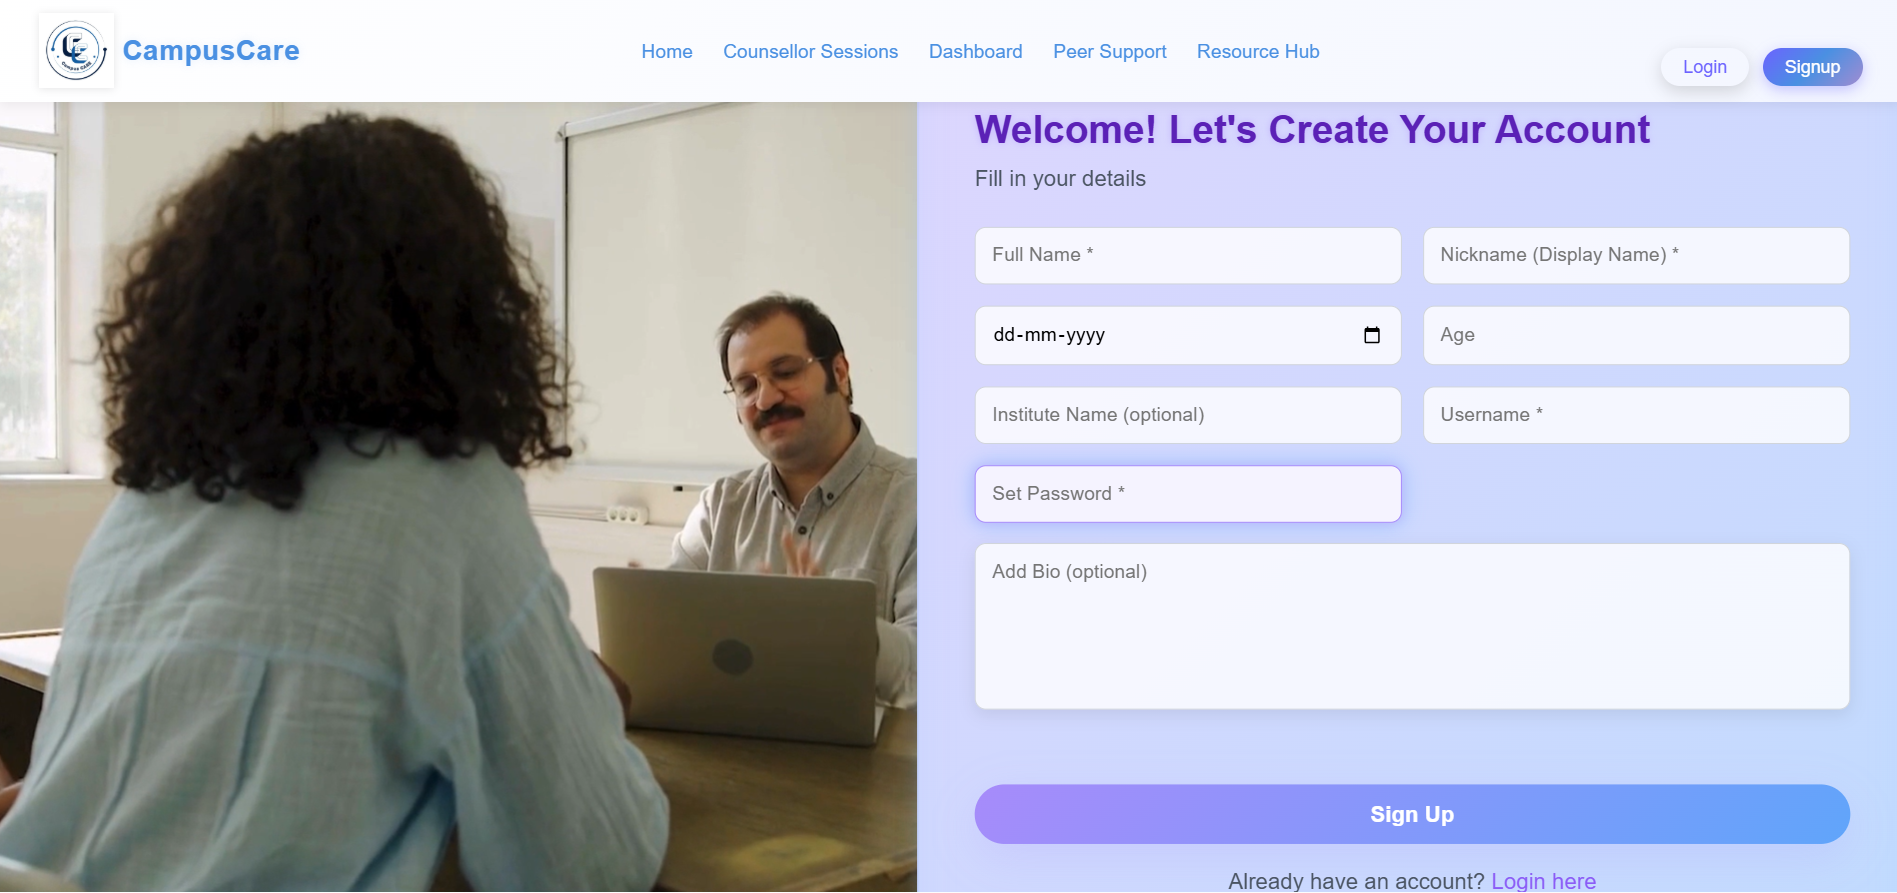 CampusCare
Home Counsellor Sessions Dashboard Peer Support Resource Hub
Login Signup
Welcome! Let's Create Your Account
Fill in your details
Full Name * Nickname (Display Name) *
dd-mm-yyyy Age
Institute Name (optional) Username *
Set Password *
Add Bio (optional)
Sign Up
Already have an account? Login here